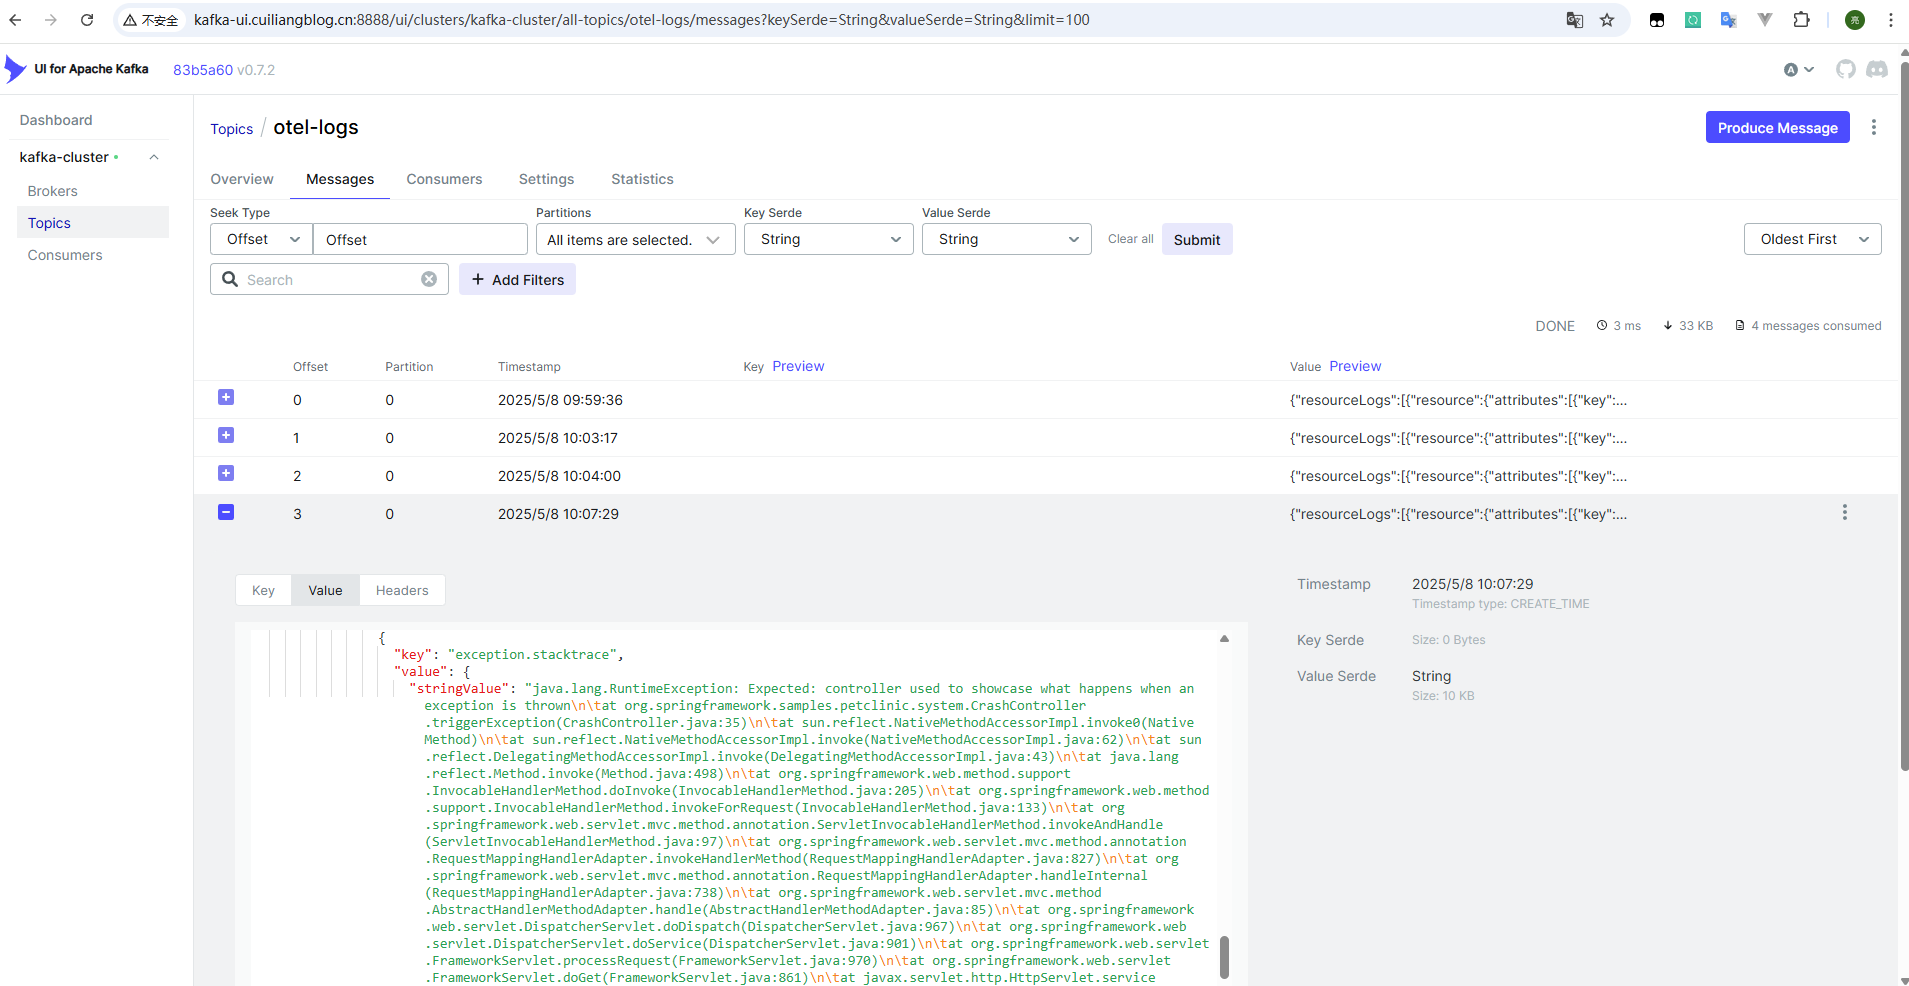 不安全 kafka-ui.cuiliangblog.cn:8888/ui/clusters/kafka-cluster/all-topics/otel-logs/messages?keySerde=String&valueSerde=String&limit=100
亮
UI for Apache Kafka 83b5a60 v0.7.2
A
Dashboard
kafka-cluster
Brokers
Topics
Consumers
Topics / otel-logs
Produce Message
Overview Messages Consumers Settings Statistics
Seek Type Partitions Key Serde Value Serde
Offset Offset All items are selected. String String Clear all Submit Oldest First
Search + Add Filters
DONE 3 ms 33 KB 4 messages consumed
Offset Partition Timestamp Key Preview Value Preview
0 0 2025/5/8 09:59:36 {"resourceLogs":[{"resource":{"attributes":[{"key":...
1 0 2025/5/8 10:03:17 {"resourceLogs":[{"resource":{"attributes":[{"key":...
2 0 2025/5/8 10:04:00 {"resourceLogs":[{"resource":{"attributes":[{"key":...
3 0 2025/5/8 10:07:29 {"resourceLogs":[{"resource":{"attributes":[{"key":...
Key Value Headers
{
"key": "exception.stacktrace",
"value": {
"stringValue": "java.lang.RuntimeException: Expected: controller used to showcase what happens when an
exception is thrown\n\tat org.springframework.samples.petclinic.system.CrashController
.triggerException(CrashController.java:35)\n\tat sun.reflect.NativeMethodAccessorImpl.invoke0(Native
Method)\n\tat sun.reflect.NativeMethodAccessorImpl.invoke(NativeMethodAccessorImpl.java:62)\n\tat sun
.reflect.DelegatingMethodAccessorImpl.invoke(DelegatingMethodAccessorImpl.java:43)\n\tat java.lang
.reflect.Method.invoke(Method.java:498)\n\tat org.springframework.web.method.support
.InvocableHandlerMethod.doInvoke(InvocableHandlerMethod.java:205)\n\tat org.springframework.web.method
.support.InvocableHandlerMethod.invokeForRequest(InvocableHandlerMethod.java:133)\n\tat org
.springframework.web.servlet.mvc.method.annotation.ServletInvocableHandlerMethod.invokeAndHandle
(ServletInvocableHandlerMethod.java:97)\n\tat org.springframework.web.servlet.mvc.method.annotation
.RequestMappingHandlerAdapter.invokeHandlerMethod(RequestMappingHandlerAdapter.java:827)\n\tat org
.springframework.web.servlet.mvc.method.annotation.RequestMappingHandlerAdapter.handleInternal
(RequestMappingHandlerAdapter.java:738)\n\tat org.springframework.web.servlet.mvc.method
.AbstractHandlerMethodAdapter.handle(AbstractHandlerMethodAdapter.java:85)\n\tat org.springframework
.web.servlet.DispatcherServlet.doDispatch(DispatcherServlet.java:967)\n\tat org.springframework.web
.servlet.DispatcherServlet.doService(DispatcherServlet.java:901)\n\tat org.springframework.web.servlet
.FrameworkServlet.processRequest(FrameworkServlet.java:970)\n\tat org.springframework.web.servlet
.FrameworkServlet.doGet(FrameworkServlet.java:861)\n\tat javax.servlet.http.HttpServlet.service
Timestamp 2025/5/8 10:07:29
Timestamp type: CREATE_TIME
Key Serde Size: 0 Bytes
Value Serde String
Size: 10 KB